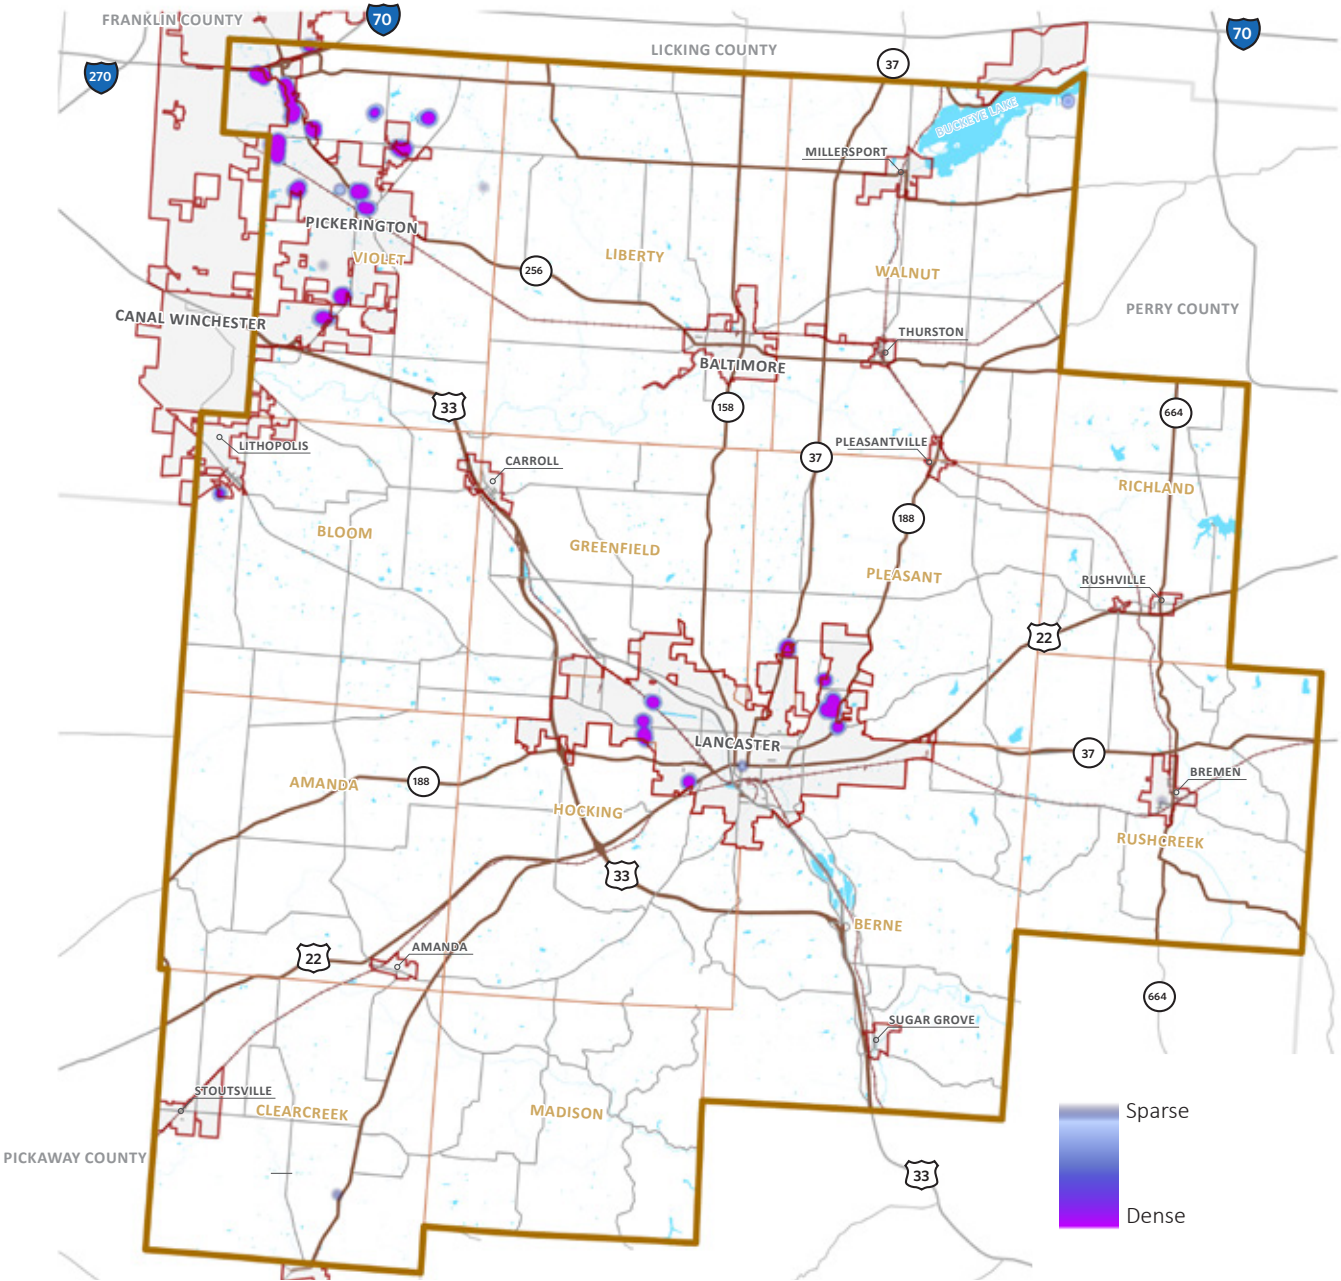 FRANKLIN COUNTY
70
LICKING COUNTY
70
37
270
BUCKEYE LAKE
MILLERSPORT
PICKERINGTON
VIOLET
LIBERTY
256
WALNUT
PERRY COUNTY
CANAL WINCHESTER
THURSTON
BALTIMORE
33
158
664
LITHOPOLIS
PLEASANTVILLE
37
CARROLL
RICHLAND
188
BLOOM
GREENFIELD
PLEASANT
RUSHVILLE
22
LANCASTER
37
BREMEN
AMANDA
188
HOCKING
RUSHCREEK
33
BERNE
22
AMANDA
664
SUGAR GROVE
STOUTSVILLE
CLEARCREEK
MADISON
Sparse
PICKAWAY COUNTY
33
Dense